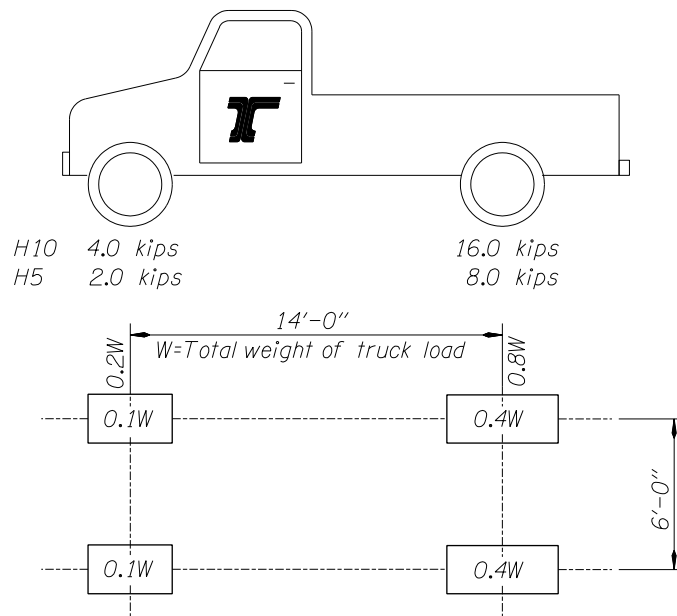 H10 4.0 kips 16.0 kips
H5 2.0 kips 8.0 kips
14'-0"
W=Total weight of truck load
0.2W 0.8W
0.1W 0.4W
6'-0"
0.1W 0.4W